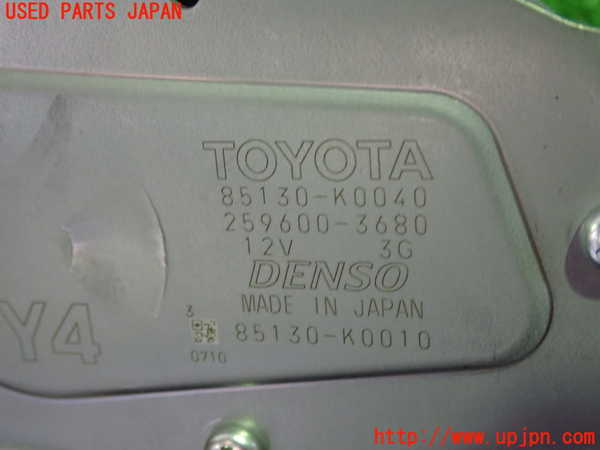 USED PARTS JAPAN
TOYOTA
85130-K0040
259600-3680
12V 3G
DENSO
MADE IN JAPAN
3
85130-K0010
0710
Y4
http://www.upjpn.com/